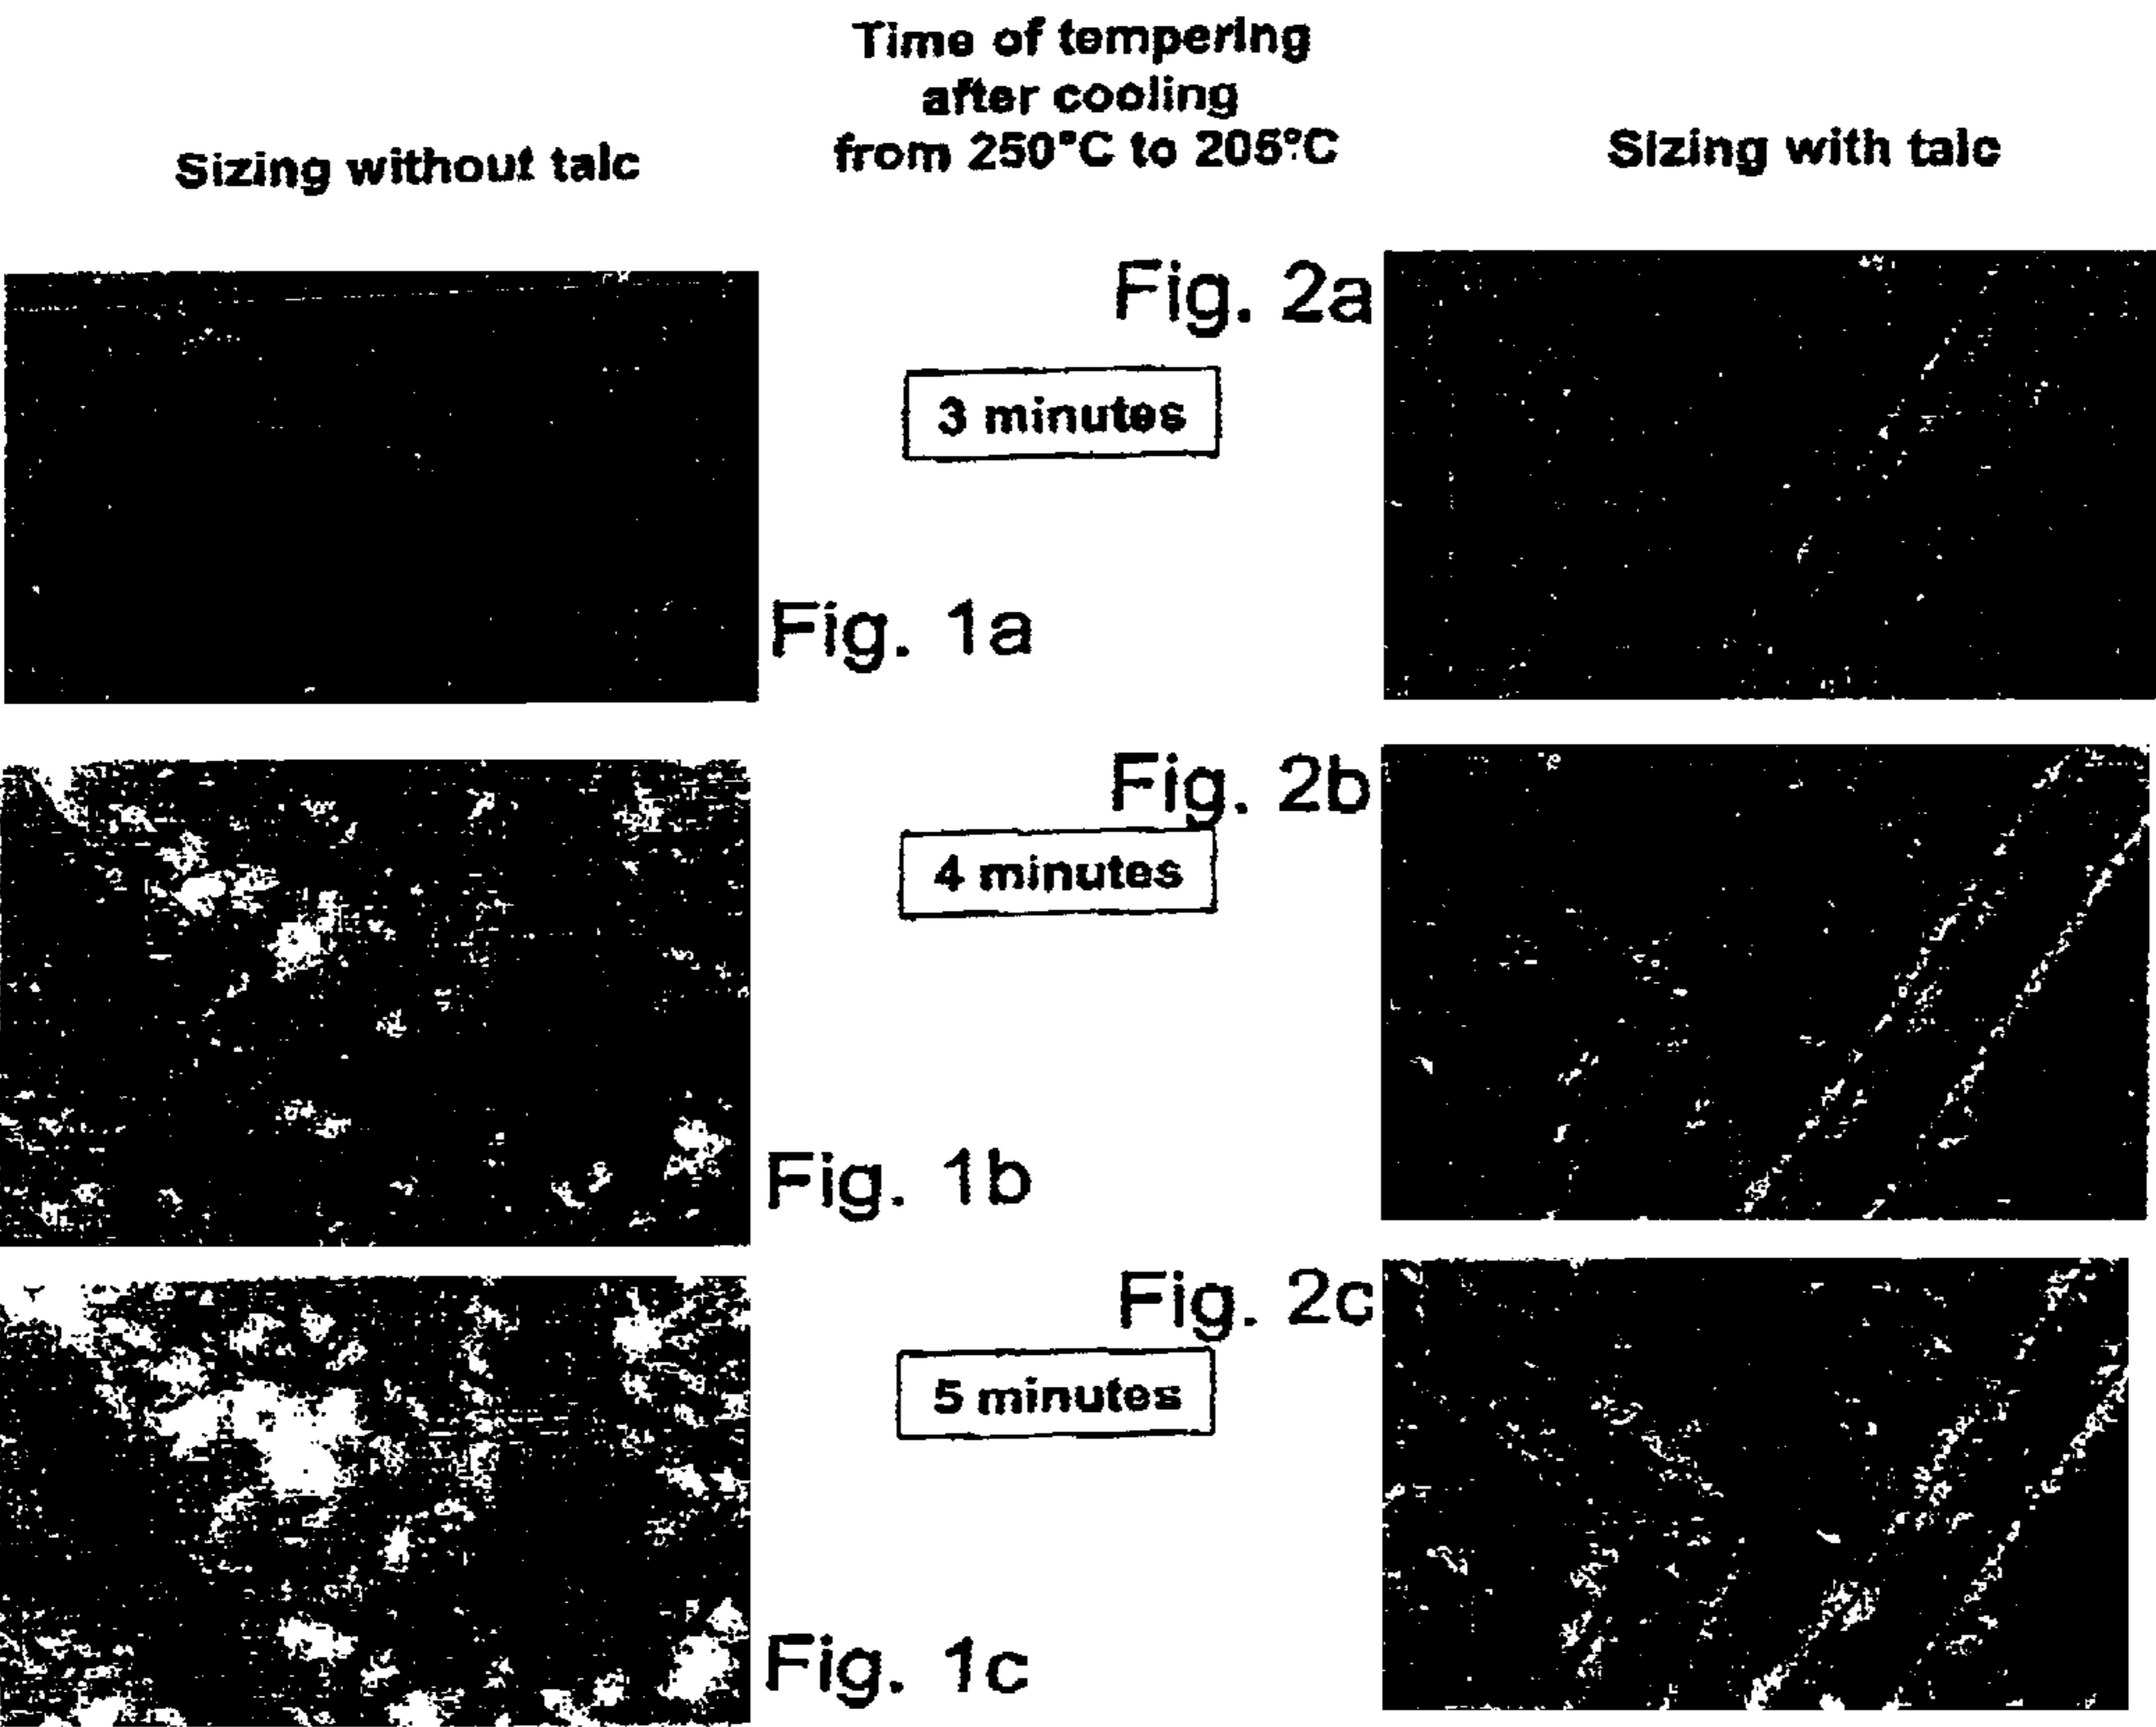 Time of tempering
after cooling
from 250°C to 205°C
Sizing without talc
Sizing with talc
Fig. 2a
3 minutes
Fig. 1a
Fig. 2b
4 minutes
Fig. 1b
Fig. 2c
5 minutes
Fig. 1c